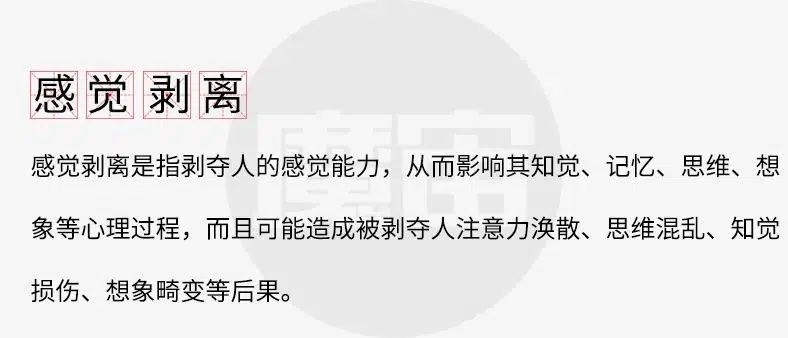 感觉剥离
感觉剥离是指剥夺人的感觉能力，从而影响其知觉、记忆、思维、想
象等心理过程，而且可能造成被剥夺人注意力涣散、思维混乱、知觉
损伤、想象畸变等后果。